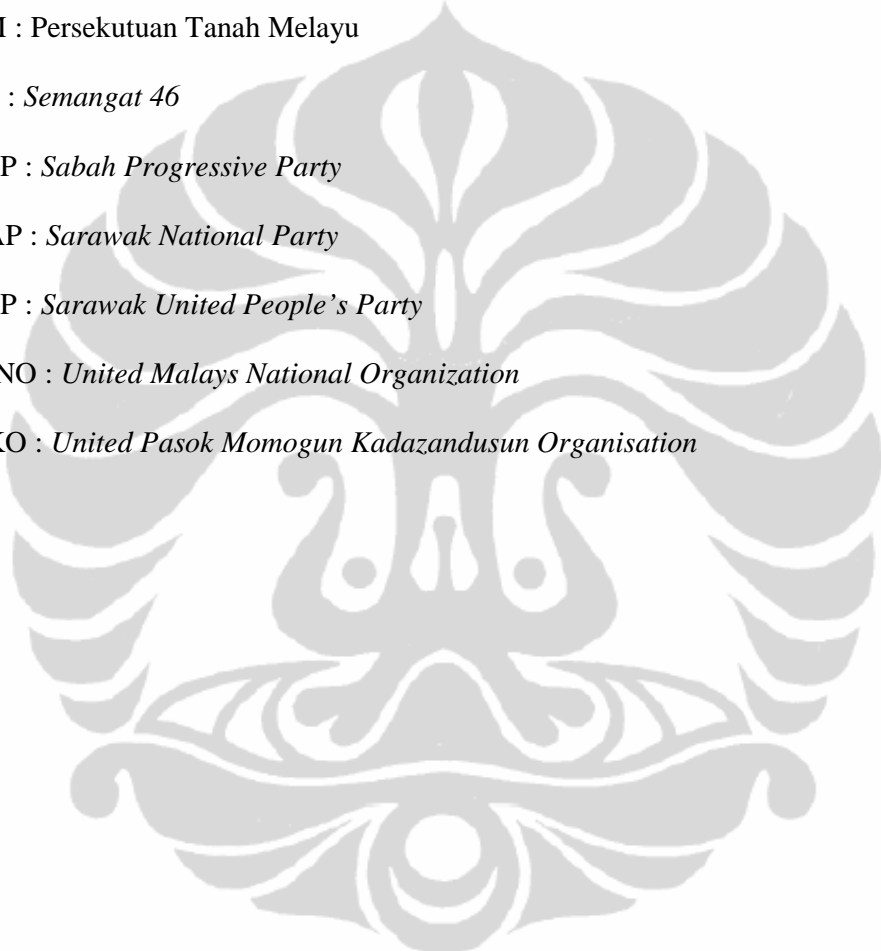 M : Persekutuan Tanah Melayu
: Semangat 46
P : Sabah Progressive Party
AP : Sarawak National Party
P : Sarawak United People’s Party
NO : United Malays National Organization
KO : United Pasok Momogun Kadazandusun Organisation